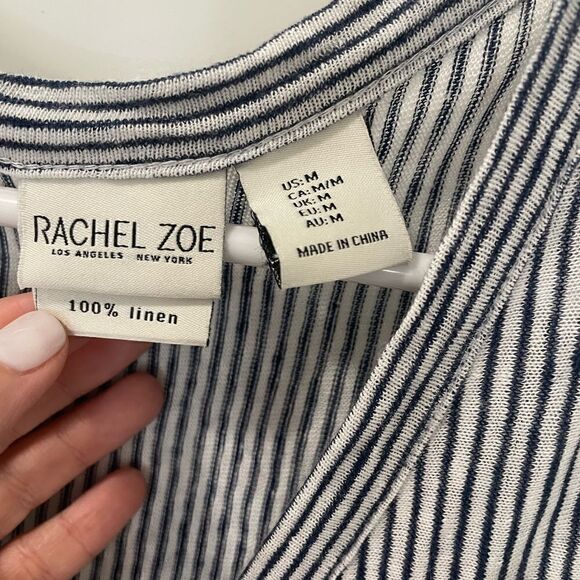 RACHEL ZOE
LOS ANGELES NEW YORK
100% linen
US: M
CA: M/M
UK: M
EU: M
AU: M
MADE IN CHINA